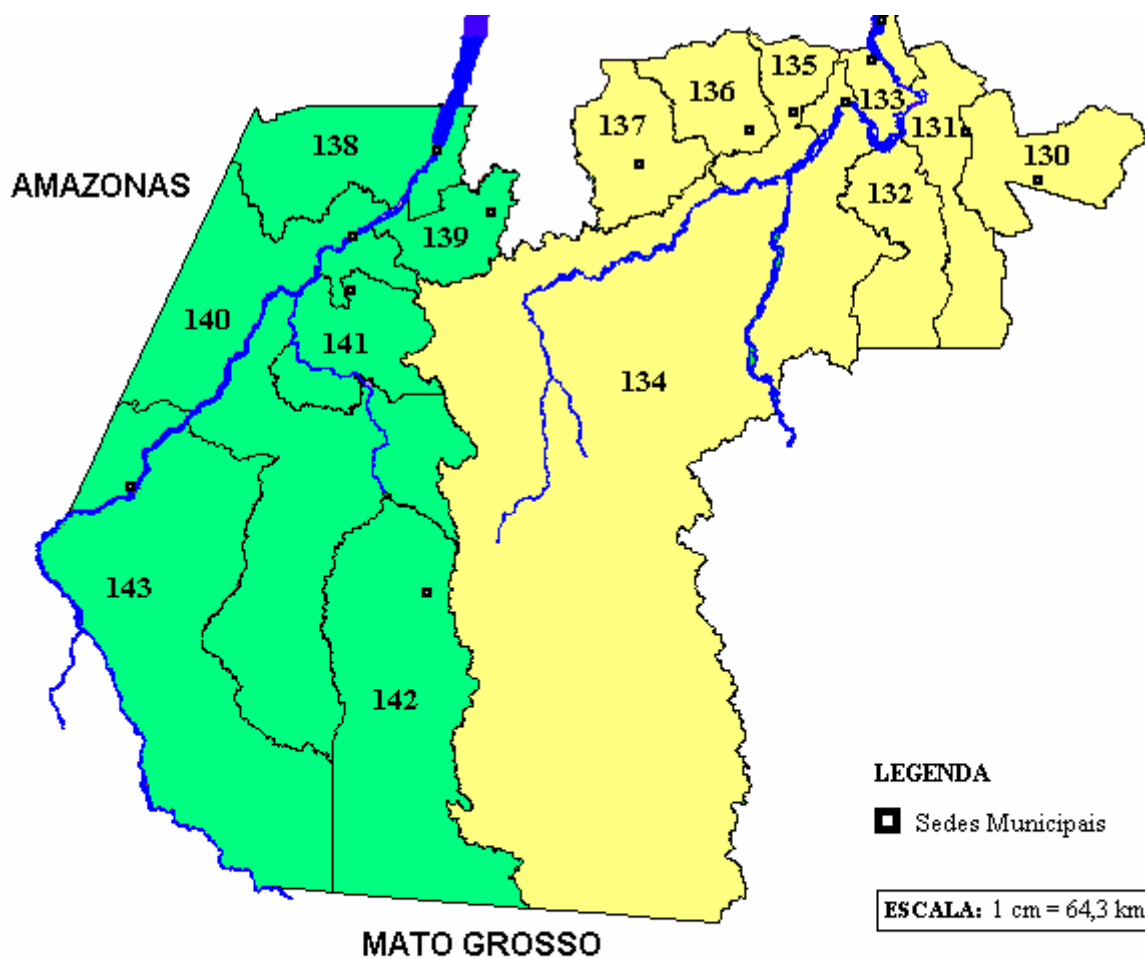 135
136
133
131
138
137
130
AMAZONAS
132
139
140
141
134
143
142
LEGENDA
Sedes Municipais
ESCALA: 1 cm = 64,3 km
MATO GROSSO